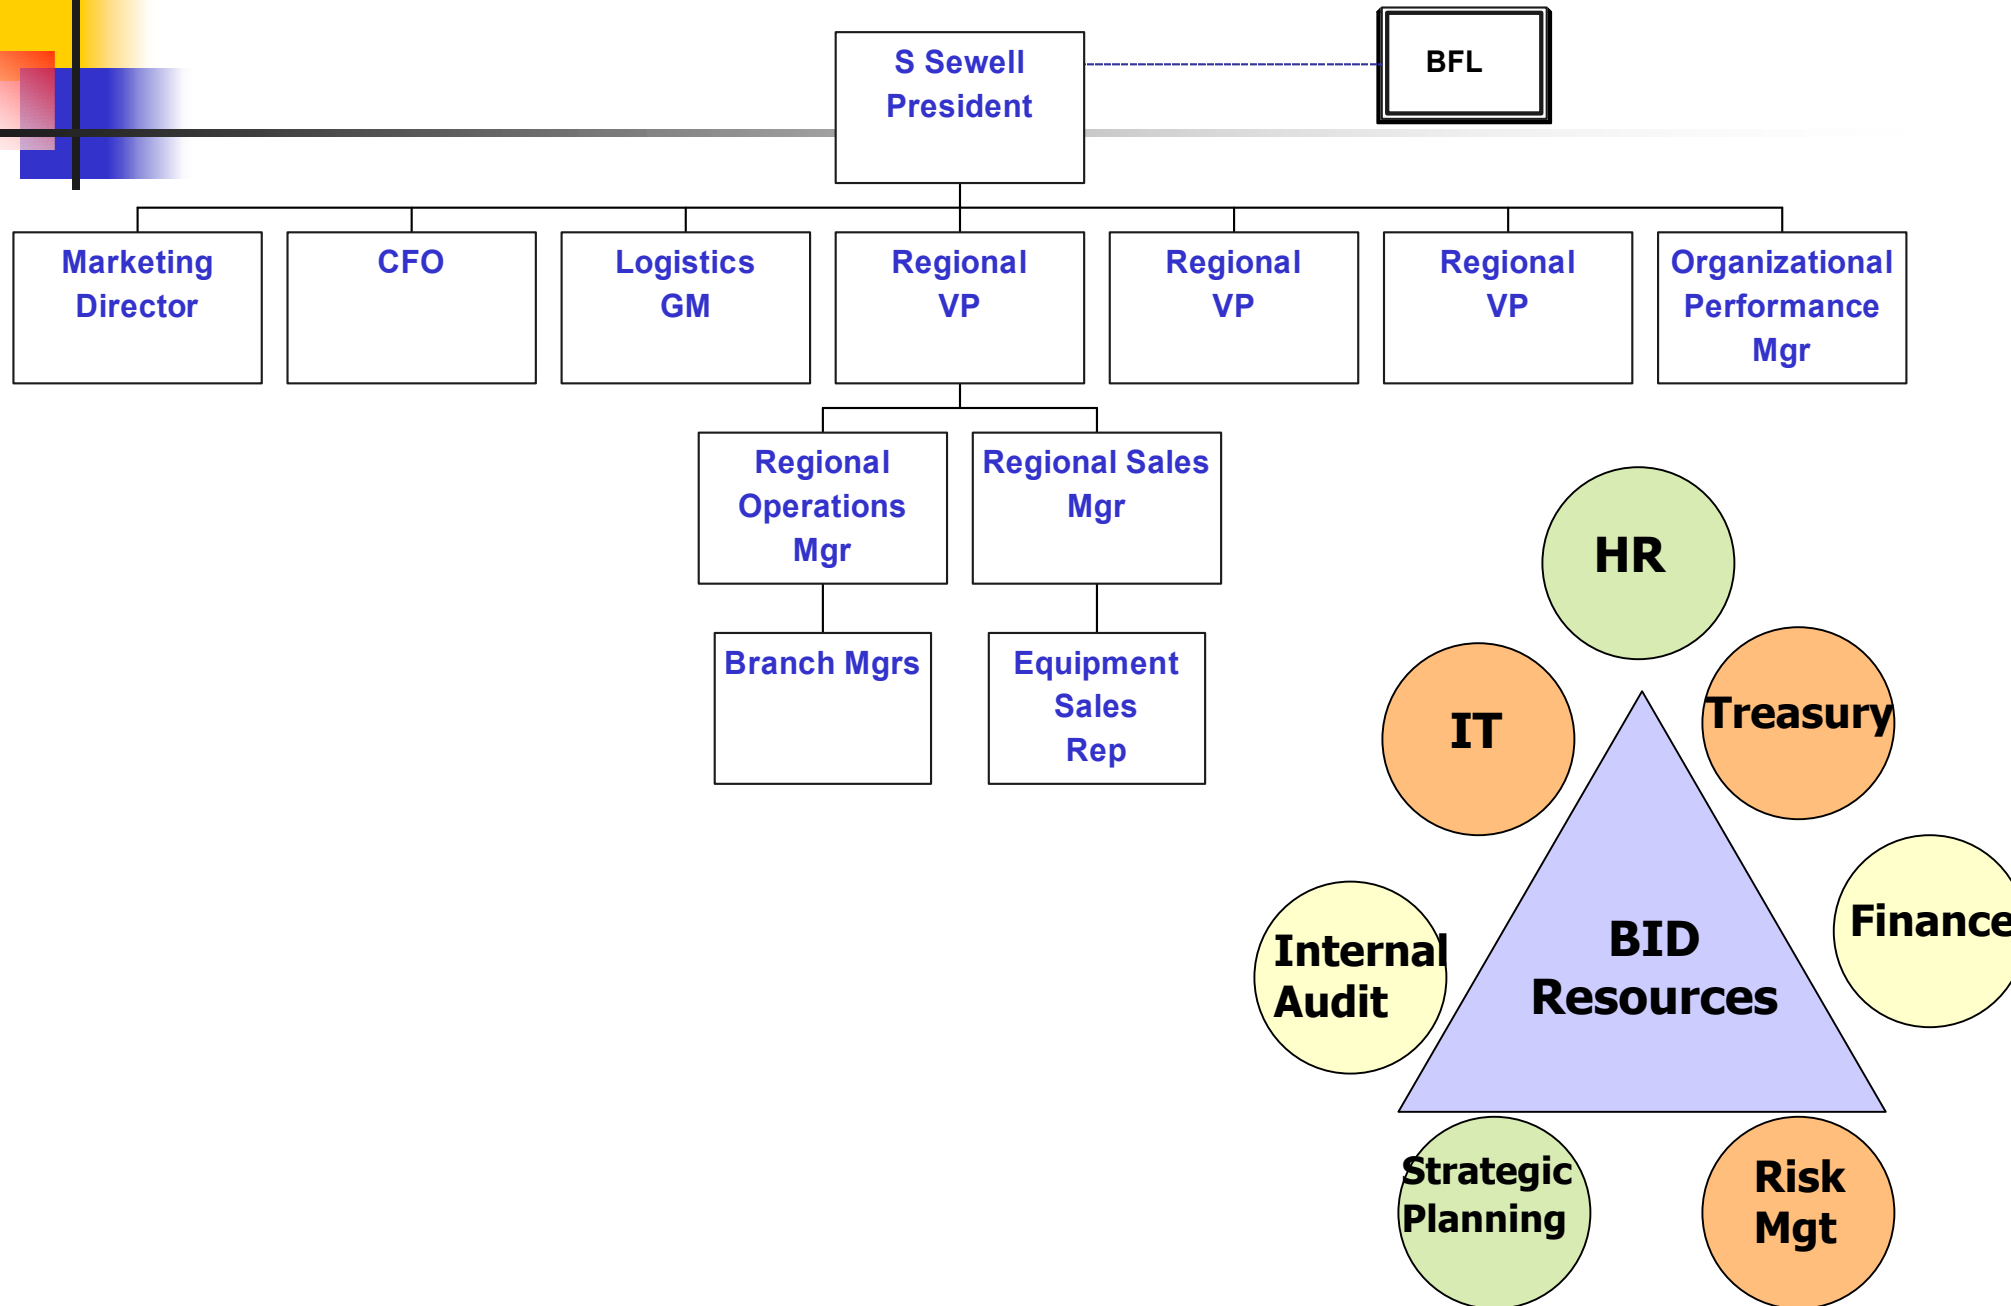 S Sewell
President
BFL
Marketing
Director
CFO
Logistics
GM
Regional
VP
Regional
VP
Regional
VP
Organizational
Performance
Mgr
Regional
Operations
Mgr
Regional Sales
Mgr
Branch Mgrs
Equipment
Sales
Rep
HR
IT
Treasury
Internal
Audit
BID
Resources
Finance
Strategic
Planning
Risk
Mgt